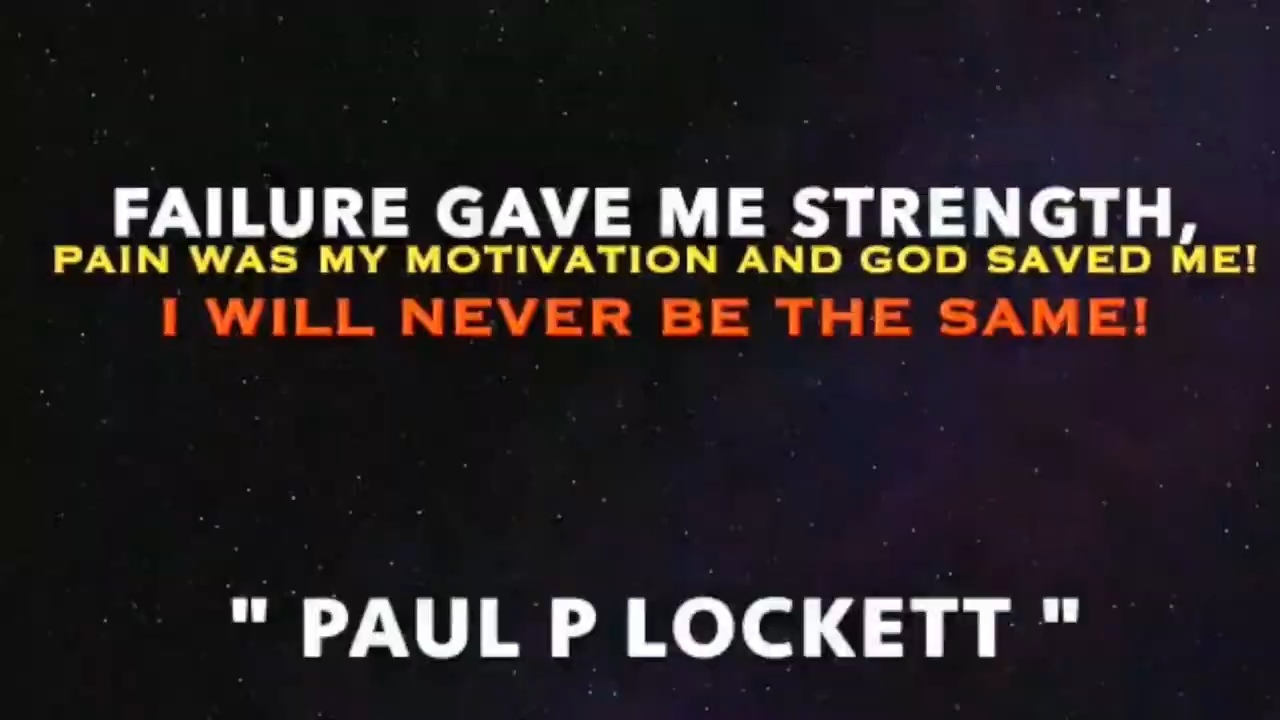 FAILURE GAVE ME STRENGTH,
PAIN WAS MY MOTIVATION AND GOD SAVED ME!
I WILL NEVER BE THE SAME!
" PAUL P LOCKETT "